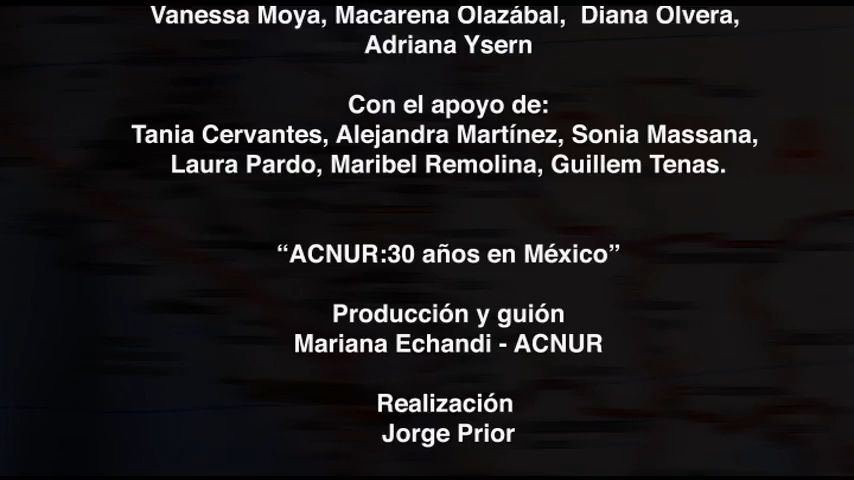 Vanessa Moya, Macarena Olazábal,  Diana Olvera,
Adriana Ysern
Con el apoyo de:
Tania Cervantes, Alejandra Martínez, Sonia Massana,
Laura Pardo, Maribel Remolina, Guillem Tenas.
“ACNUR:30 años en México”
Producción y guión
Mariana Echandi - ACNUR
Realización
Jorge Prior